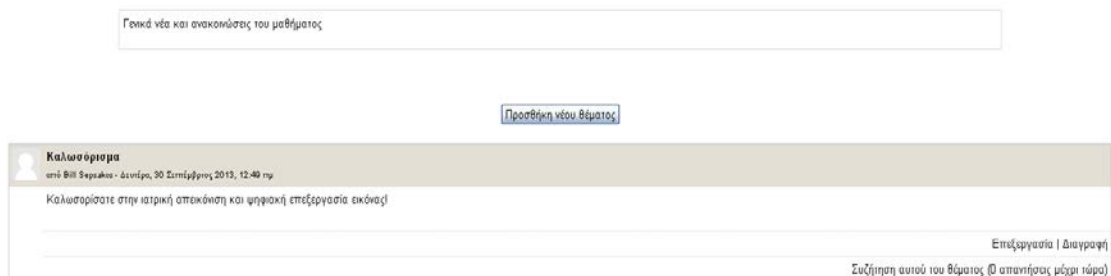 Γενικά νέα και ανακοινώσεις του μαθήματος
Προσθήκη νέου θέματος
Καλωσόρισμα
από Bill Sepsakos - Δευτέρα, 30 Σεπτέμβριος 2013, 12:49 πμ
Καλωσορίσατε στην ιατρική απεικόνιση και ψηφιακή επεξεργασία εικόνας!
Επεξεργασία | Διαγραφή
Συζήτηση αυτού του θέματος (0 απαντήσεις μέχρι τώρα)